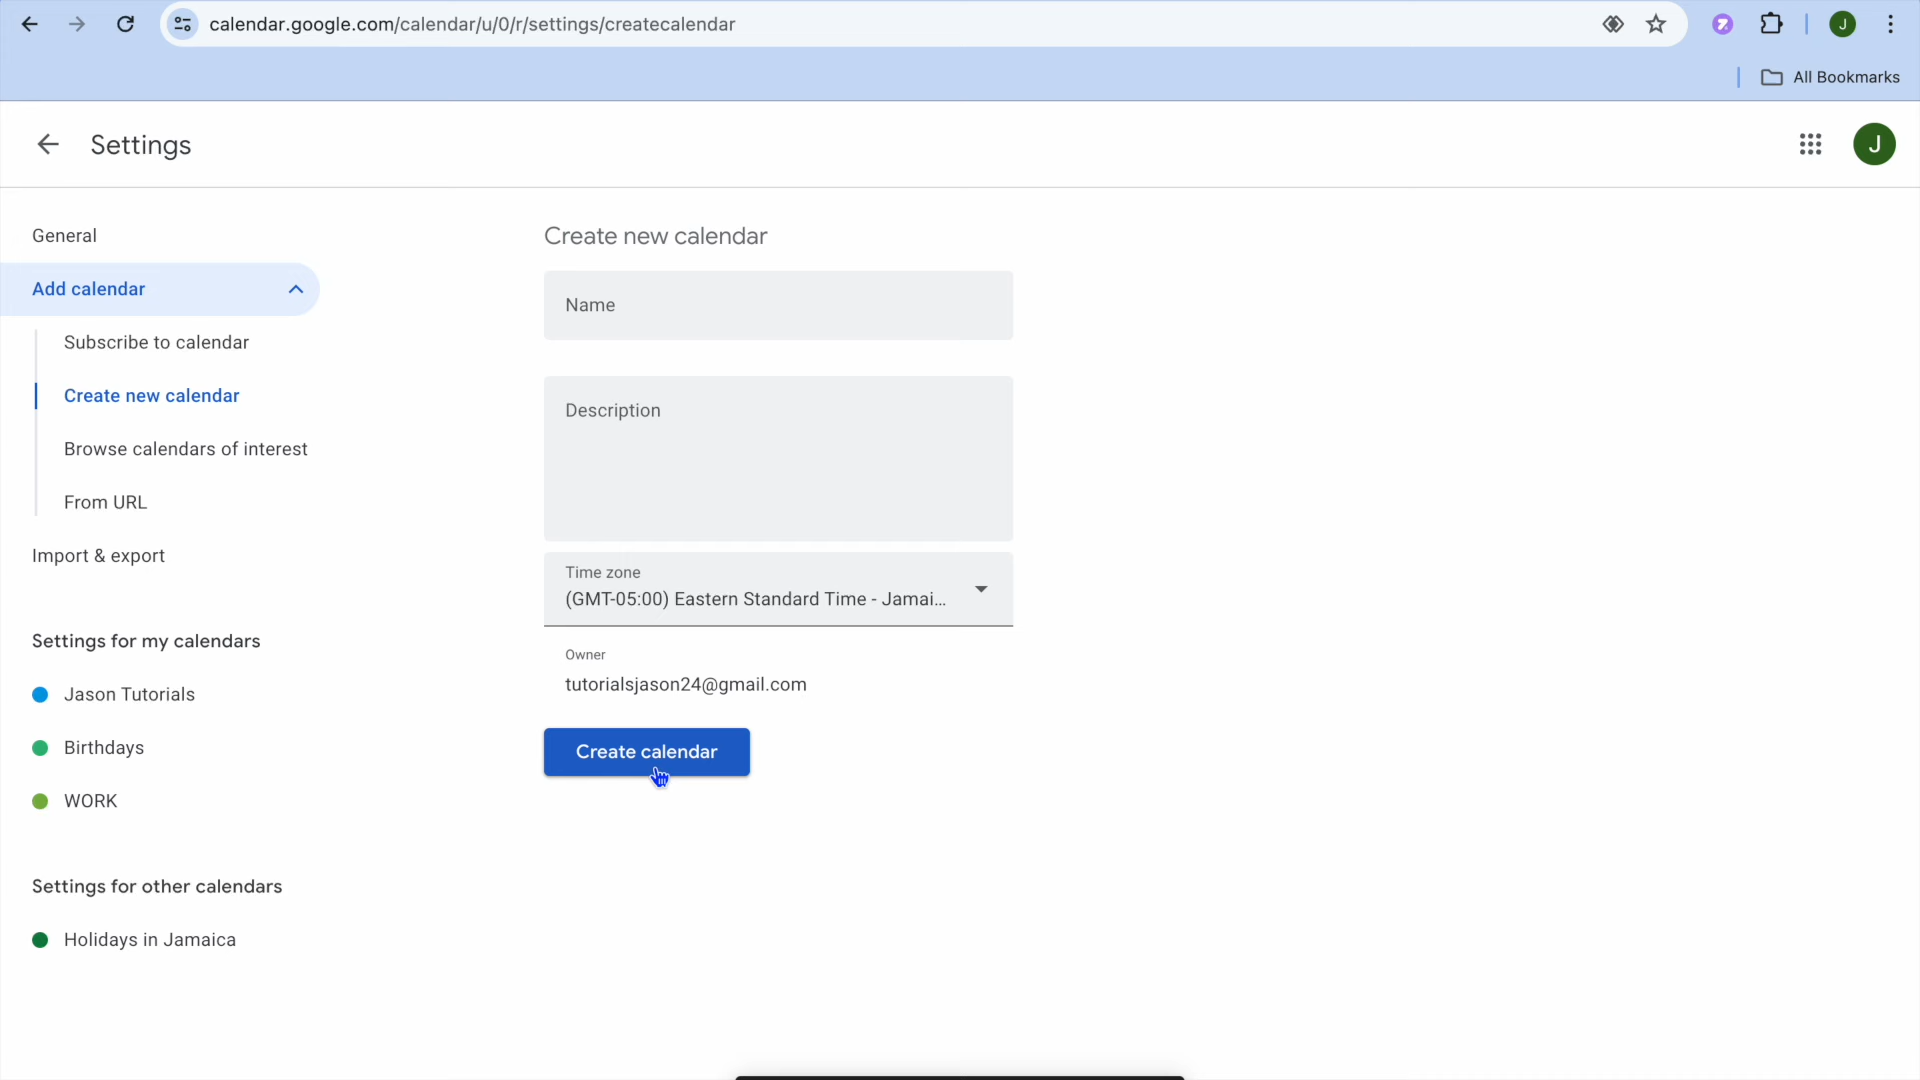 calendar.google.com/calendar/u/0/r/settings/createcalendar
J
All Bookmarks
Settings
J
General
Add calendar
Subscribe to calendar
Create new calendar
Browse calendars of interest
From URL
Import & export
Settings for my calendars
Jason Tutorials
Birthdays
WORK
Settings for other calendars
Holidays in Jamaica
Create new calendar
Name
Description
Time zone
(GMT-05:00) Eastern Standard Time - Jamai...
Owner
tutorialsjason24@gmail.com
Create calendar